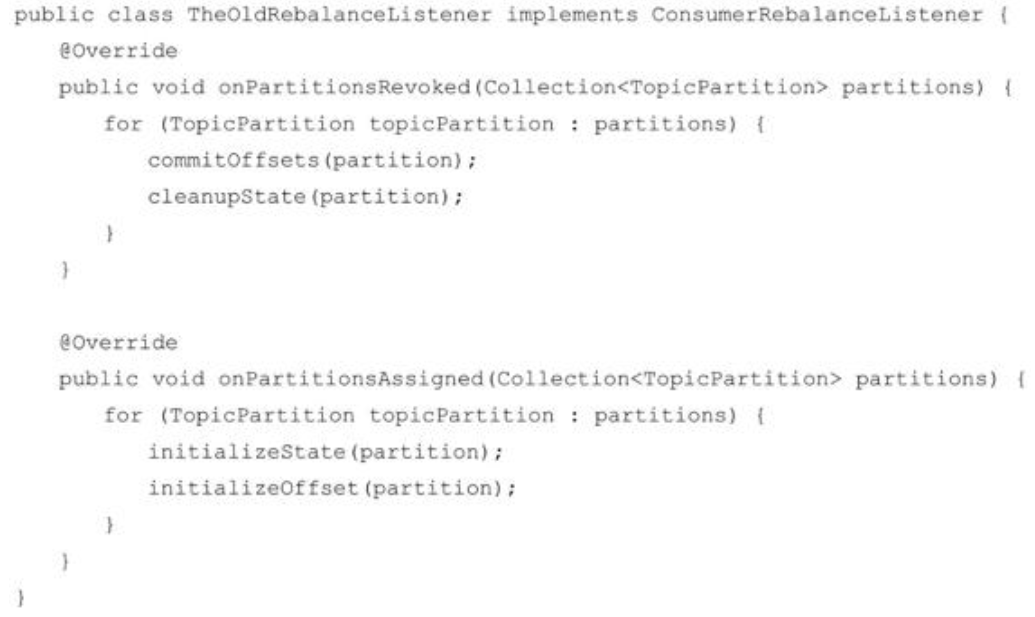 public class TheOldRebalanceListener implements ConsumerRebalanceListener {
@Override
public void onPartitionsRevoked(Collection<TopicPartition> partitions) {
for (TopicPartition topicPartition : partitions) {
commitOffsets(partition);
cleanupState(partition);
}
}
@Override
public void onPartitionsAssigned(Collection<TopicPartition> partitions) {
for (TopicPartition topicPartition : partitions) {
initializeState(partition);
initializeOffset(partition);
}
}
}